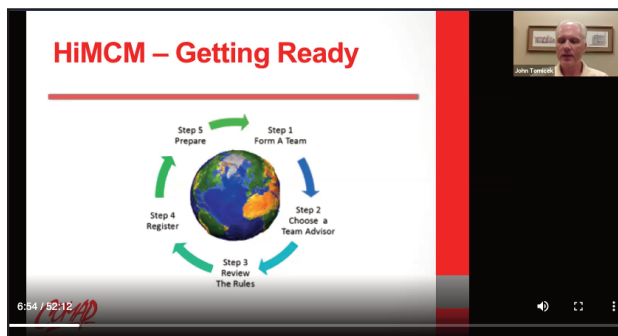 HiMCM – Getting Ready
John Tomicek
Step 5
Prepare
Step 1
Form A Team
Step 4
Register
Step 2
Choose a
Team Advisor
Step 3
Review
The Rules
6:54 / 52:12